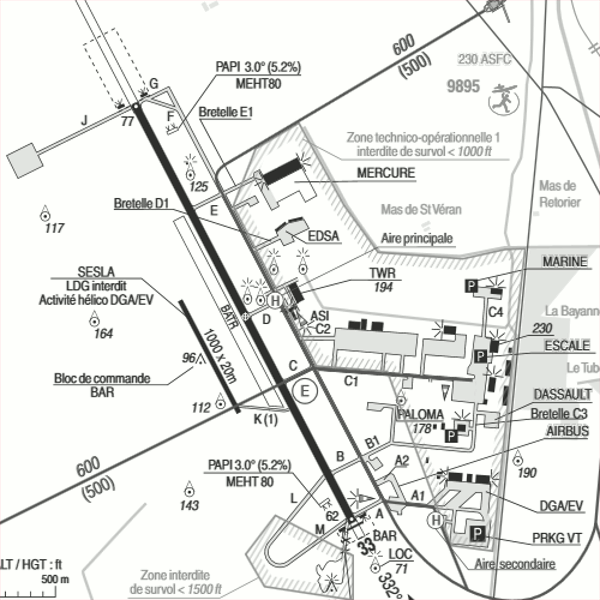 600
(500)
230 ASFC
9895
G
PAPI 3.0° (5.2%)
MEHT80
F
J
77
Bretelle E1
Zone technico-opérationnelle 1
interdite de survol < 1000 ft
MERCURE
125
Bretelle D1
E
Mas de
Retorier
Mas de St Véran
117
EDSA
Aire principale
SESLA
LDG interdit
Activité hélico DGA/EV
TWR
194
MARINE
H
BATR
D
ASI
C2
C4
La Bayanne
164
230
1000 x 20m
P
ESCALE
96
C
C1
Le Tub
Bloc de commande
BAR
E
112
K (1)
PALOMA
178
DASSAULT
Bretelle C3
AIRBUS
P
B1
B
A2
600
(500)
PAPI 3.0° (5.2%)
MEHT 80
190
143
L
62
A
A1
M
H
DGA/EV
BAR
33
P
PRKG VT
LOC
71
332°
Aire secondaire
ALT / HGT : ft
500 m
Zone interdite
de survol < 1500 ft